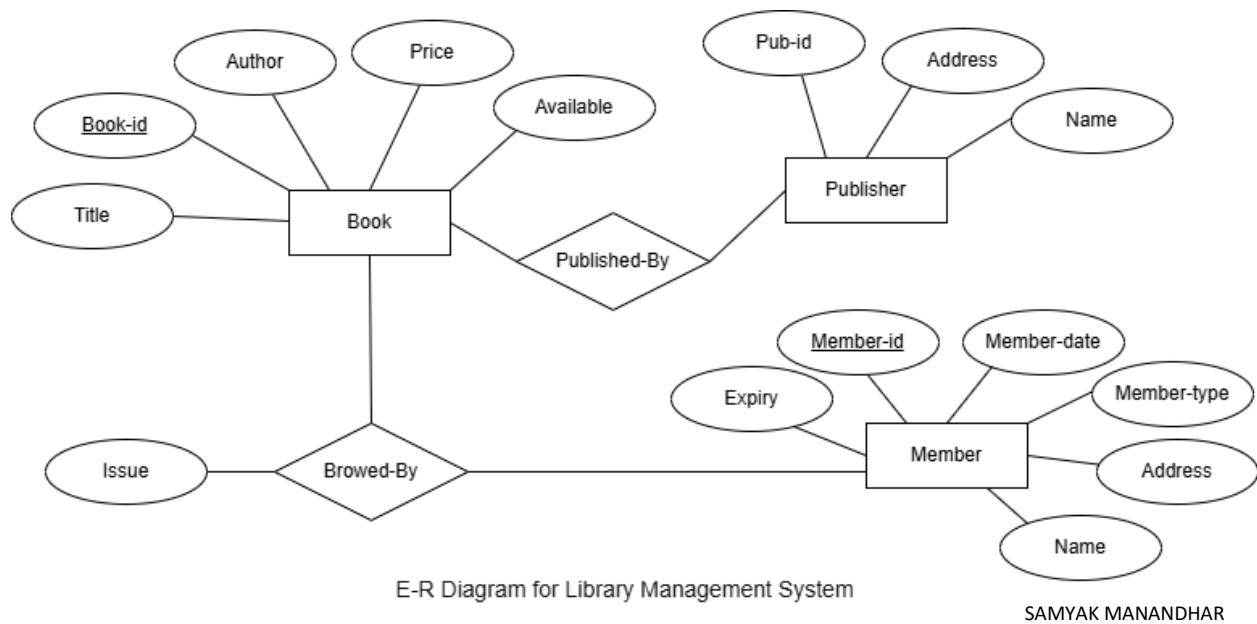 Author
Price
Available
Book-id
Title
Book
Pub-id
Address
Name
Publisher
Published-By
Member-id
Member-date
Expiry
Member-type
Member
Address
Name
Issue
Browed-By
E-R Diagram for Library Management System
SAMYAK MANANDHAR